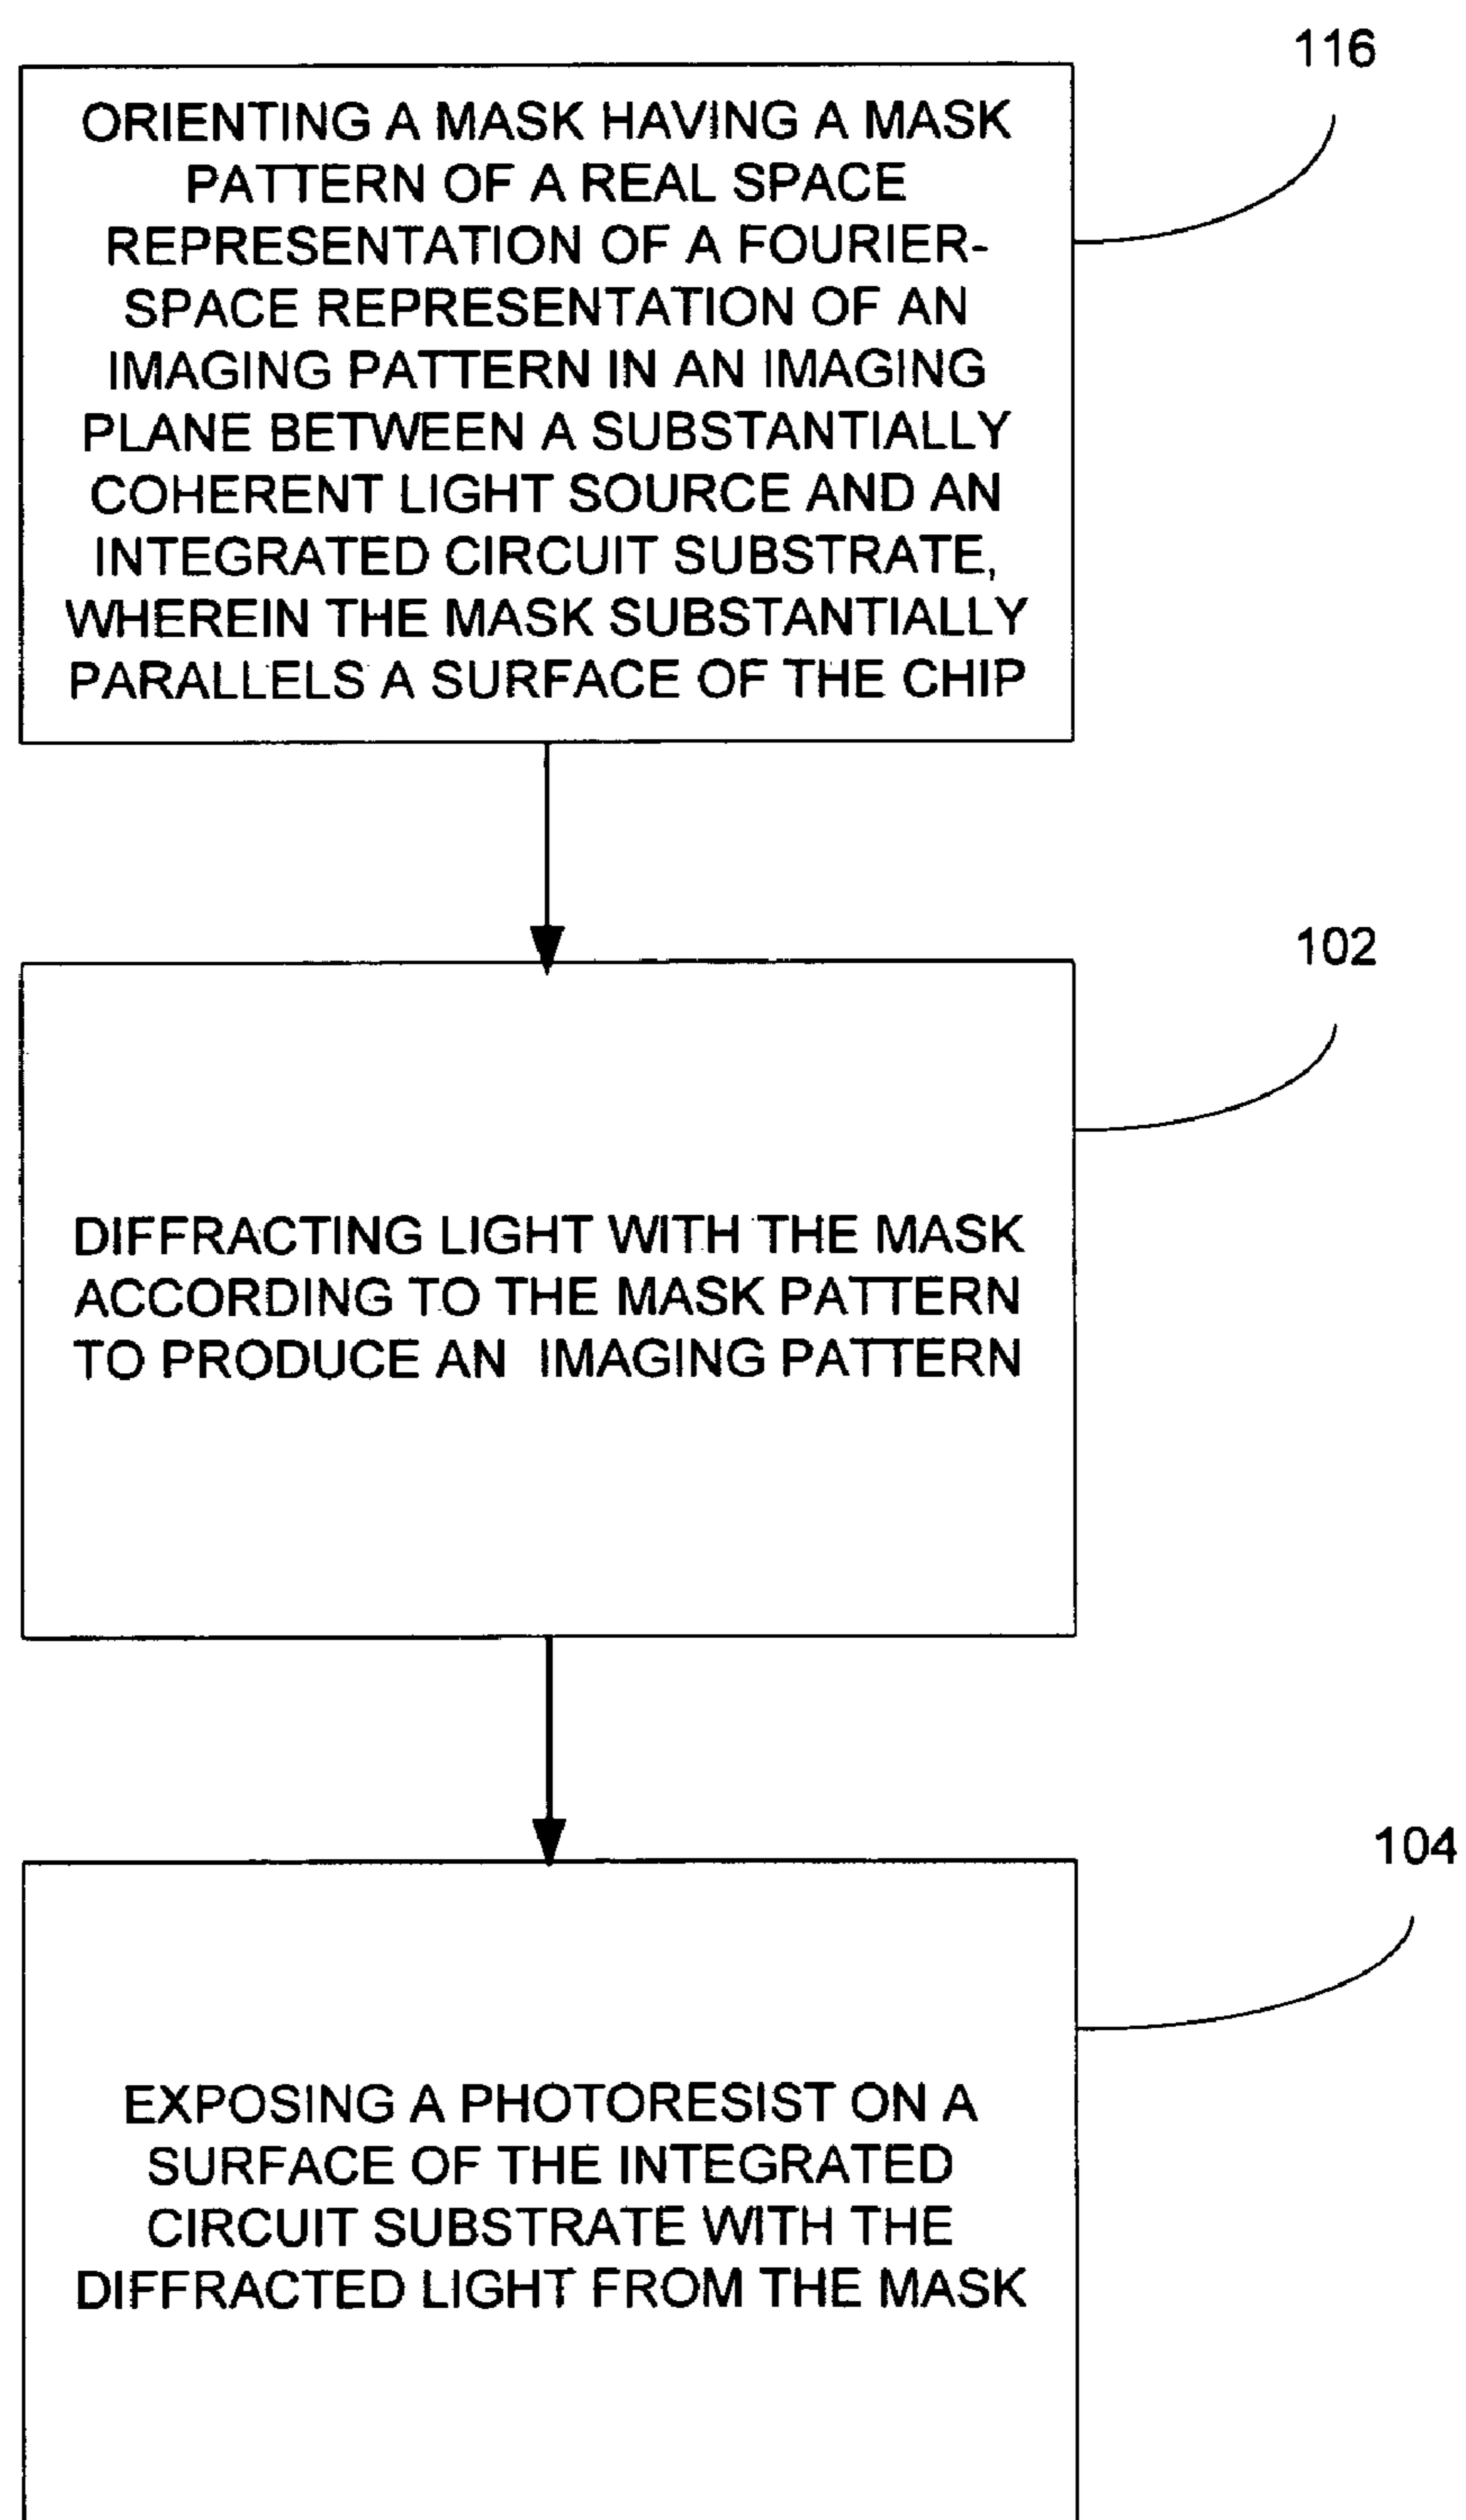 116
ORIENTING A MASK HAVING A MASK
PATTERN OF A REAL SPACE
REPRESENTATION OF A FOURIER-
SPACE REPRESENTATION OF AN
IMAGING PATTERN IN AN IMAGING
PLANE BETWEEN A SUBSTANTIALLY
COHERENT LIGHT SOURCE AND AN
INTEGRATED CIRCUIT SUBSTRATE,
WHEREIN THE MASK SUBSTANTIALLY
PARALLELS A SURFACE OF THE CHIP
102
DIFFRACTING LIGHT WITH THE MASK
ACCORDING TO THE MASK PATTERN
TO PRODUCE AN IMAGING PATTERN
104
EXPOSING A PHOTORESIST ON A
SURFACE OF THE INTEGRATED
CIRCUIT SUBSTRATE WITH THE
DIFFRACTED LIGHT FROM THE MASK